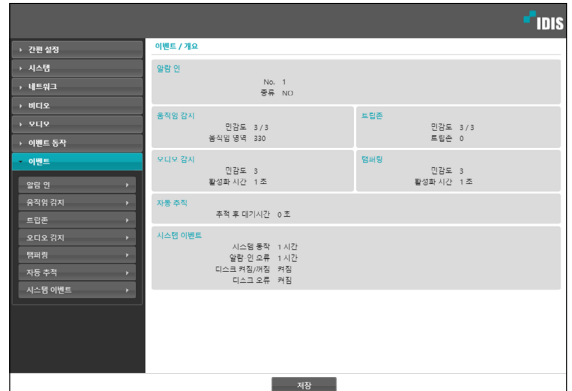 IDIS
간편 설정
시스템
네트워크
비디오
오디오
이벤트 동작
이벤트
알람 인
움직임 감지
트립존
오디오 감지
탬퍼링
자동 추적
시스템 이벤트
이벤트 / 개요
알람 인
No. 1
종류 NO
움직임 감지
민감도 3 / 3
움직임 영역 330
트립존
민감도 3 / 3
트립존 0
오디오 감지
민감도 3
활성화 시간 1 초
탬퍼링
민감도 3
활성화 시간 1 초
자동 추적
추적 후 대기시간 0 초
시스템 이벤트
시스템 동작 1 시간
알람 인 오류 1 시간
디스크 켜짐/꺼짐 켜짐
디스크 오류 켜짐
저장